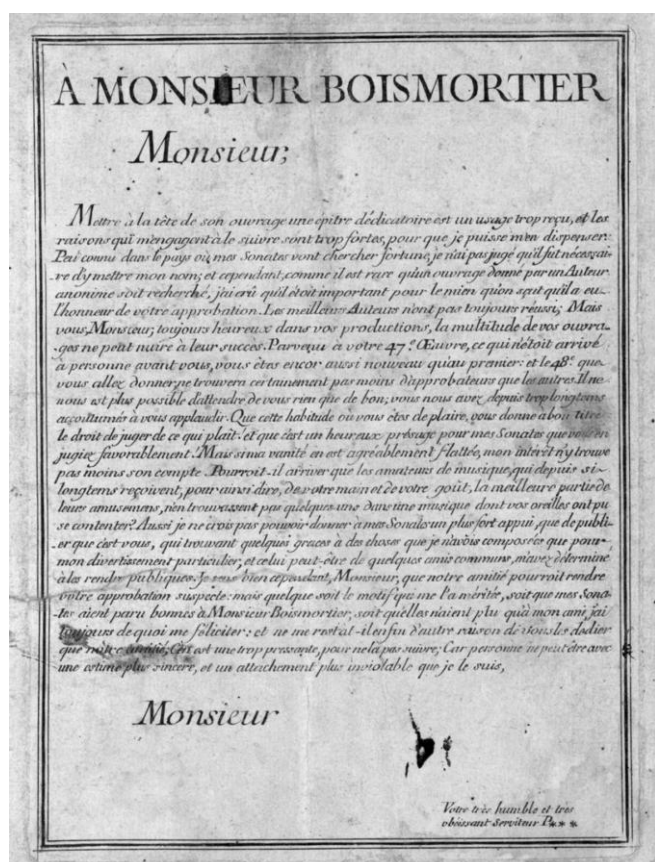 À MONSIEUR BOISMORTIER
Monsieur;
Mettre à la tête de son ouvrage une épitre dédicatoire est un usage trop reçu, et les
raisons qui m'engagent à le suivre sont trop fortes, pour que je puisse m'en dispenser:
Peu connu dans le pays où mes Sonates vont chercher fortune, je n'ai pas jugé qu'il fut nécessai-
re d'y mettre mon nom; et cependant, comme il est rare qu'un ouvrage donné par un Auteur
anonime soit recherché, j'ai crû qu'il étoit important pour le mien qu'on sçut qu'il a eu
l'honneur de votre approbation. Les meilleurs Auteurs n'ont pas toujours réussi; Mais
vous, Monsieur, toujours heureux dans vos productions, la multitude de vos ouvra-
ges ne peut nuire à leur succès. Parvenu à votre 47.e Œuvre, ce qui n'étoit arrivé
à personne avant vous, vous êtes encor aussi nouveau qu'au premier: et le 48.e que
vous allez donner, ne trouvera certainement pas moins d'approbateurs que les autres. Il ne
nous est plus possible d'attendre de vous rien que de bon; vous nous avez depuis trop longtems
accoutumés à vous applaudir. Que cette habitude où vous êtes de plaire, vous donne à bon titre
le droit de juger de ce qui plait: et que c'est un heureux présage pour mes Sonates que vous en
jugiez favorablement! Mais si ma vanité en est agréablement flattée, mon intérêt n'y trouve
pas moins son compte. Pourroit-il arriver que les amateurs de musique, qui depuis si-
longtems reçoivent, pour ainsi dire, de votre main et de votre goût, la meilleure partie de
leurs amusemens, n'en trouvassent pas quelques-uns dans une musique dont vos oreilles ont pu
se contenter? Aussi je ne crois pas pouvoir donner à mes Sonates un plus fort appui, que de publi-
er que c'est vous, qui trouvant quelques graces à des choses que je n'avois composées que pour
mon divertissement particulier, et celui peut-être de quelques amis communs, m'avez déterminé
à les rendre publiques. Je sens bien cependant, Monsieur, que notre amitié pourroit rendre
votre approbation suspecte: mais quelque soit le motif qui me l'a méritée, soit que mes Sona-
tes aient paru bonnes à Monsieur Boismortier, soit qu'elles n'aient plu qu'à mon ami, j'ai
toujours de quoi me féliciter: et ne me rest'al-il enfin d'autre raison de vous les dédier
que nôtre amitié; C'en est une trop pressante, pour ne la pas suivre; Car personne ne peut être avec
une estime plus sincere, et un attachement plus inviolable que je le suis,
Monsieur
Votre très humble et très
obéissant Serviteur P***